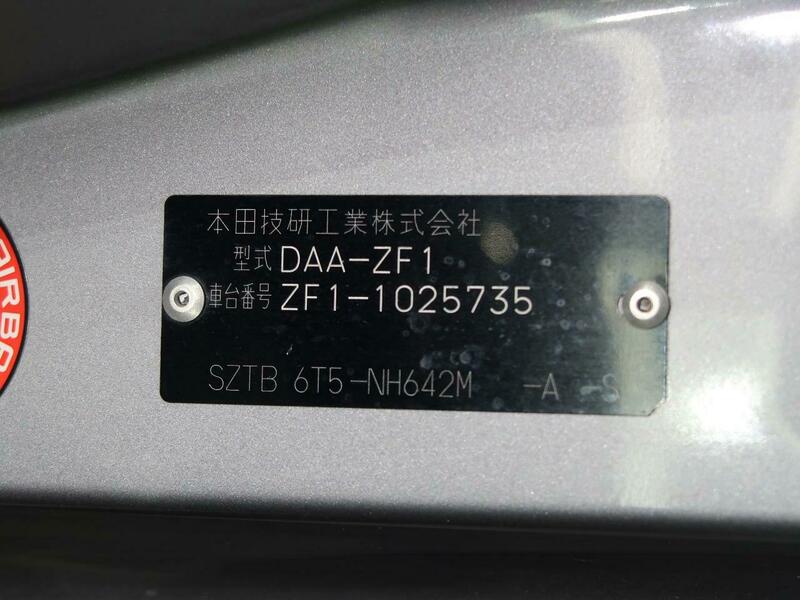 本田技研工業株式会社
型式 DAA-ZF1
車台番号 ZF1-1025735
SZTB 6T5-NH642M -A -S
AIRBA